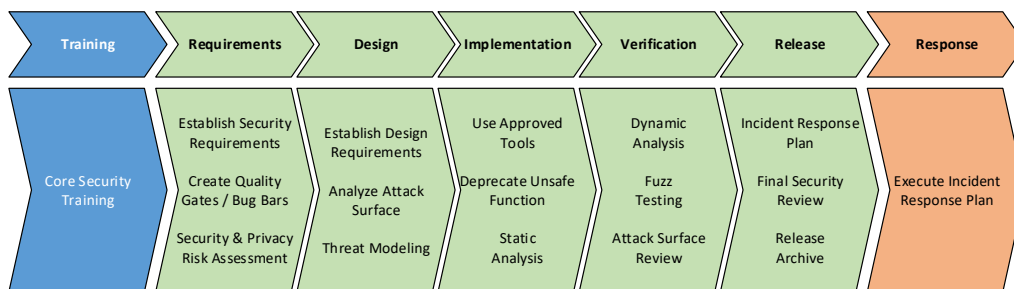 Training
Requirements
Design
Implementation
Verification
Release
Response
Core Security
Training
Establish Security
Requirements
Create Quality
Gates / Bug Bars
Security & Privacy
Risk Assessment
Establish Design
Requirements
Analyze Attack
Surface
Threat Modeling
Use Approved
Tools
Deprecate Unsafe
Function
Static
Analysis
Dynamic
Analysis
Fuzz
Testing
Attack Surface
Review
Incident Response
Plan
Final Security
Review
Release
Archive
Execute Incident
Response Plan